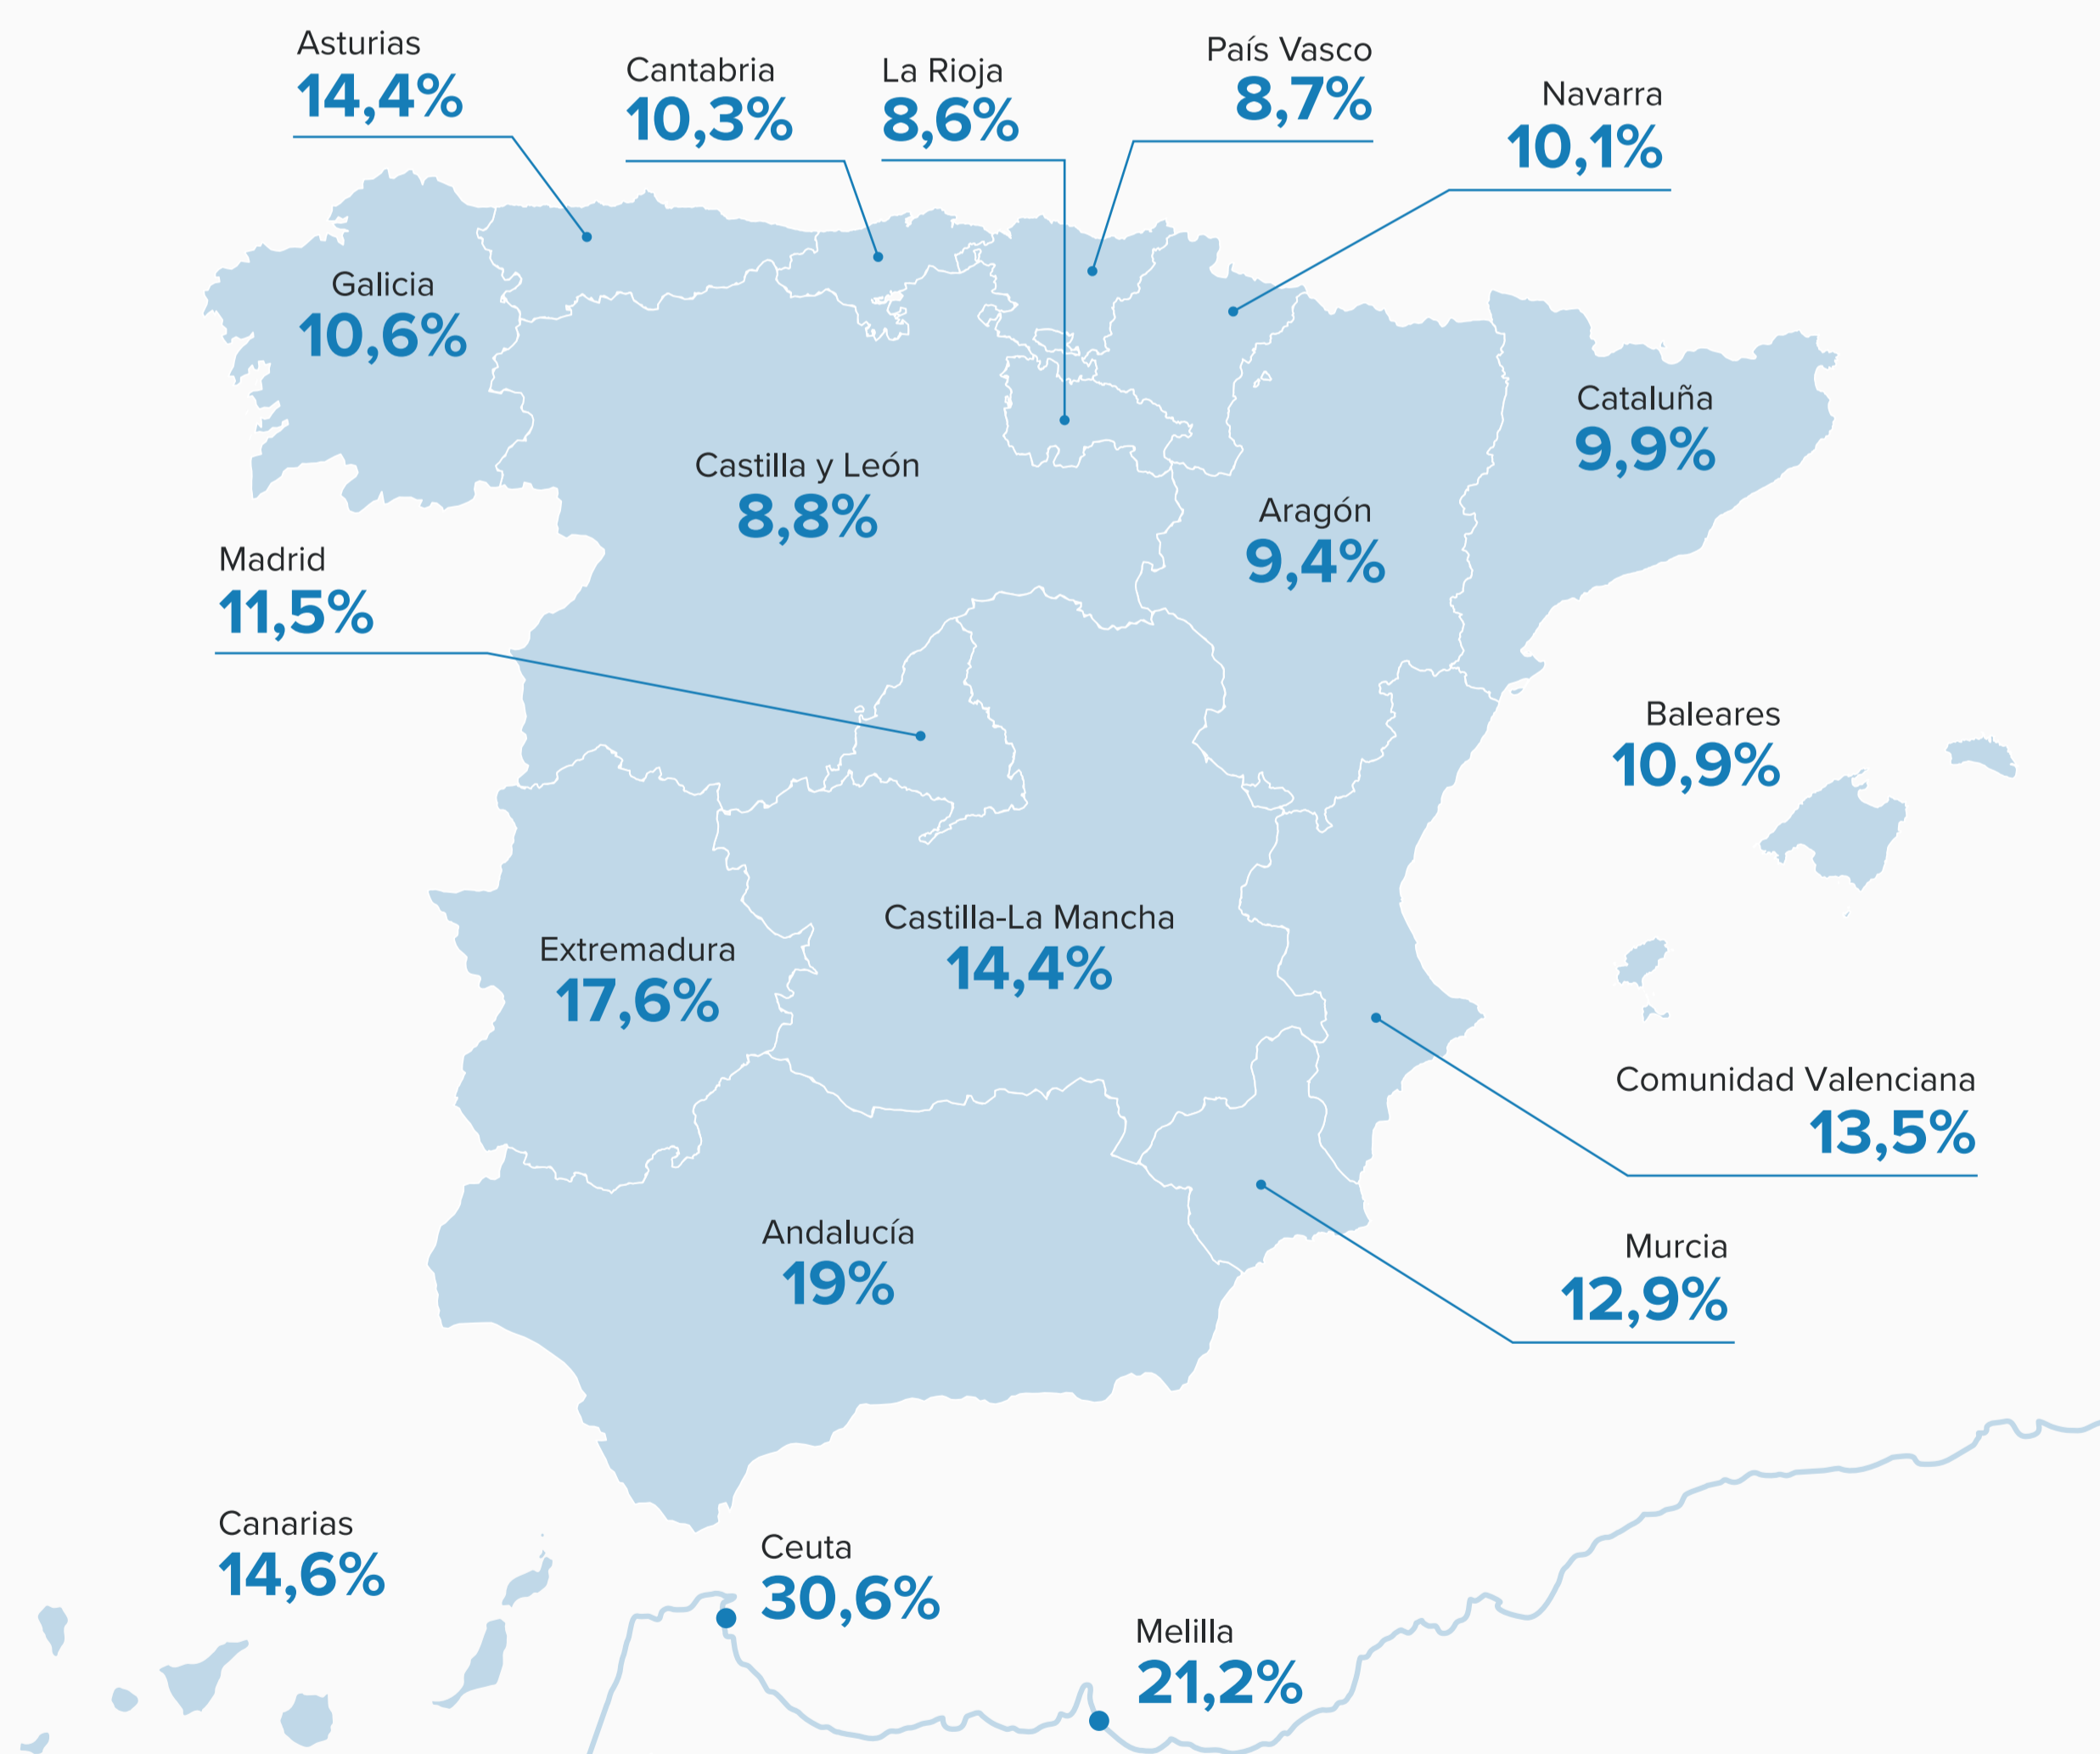 Asturias
14,4%
Cantabria
10,3%
La Rioja
8,6%
País Vasco
8,7%
Navarra
10,1%
Galicia
10,6%
Cataluña
9,9%
Castilla y León
8,8%
Aragón
9,4%
Madrid
11,5%
Baleares
10,9%
Castilla-La Mancha
14,4%
Extremadura
17,6%
Comunidad Valenciana
13,5%
Andalucía
19%
Murcia
12,9%
Canarias
14,6%
Ceuta
30,6%
Melilla
21,2%